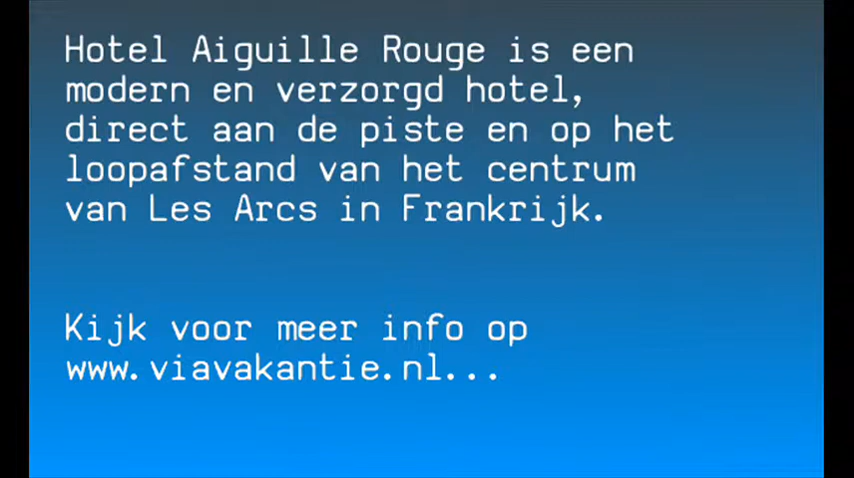 Hotel Aiguille Rouge is een
modern en verzorgd hotel,
direct aan de piste en op het
loopafstand van het centrum
van Les Arcs in Frankrijk.
Kijk voor meer info op
www.viavakantie.nl...